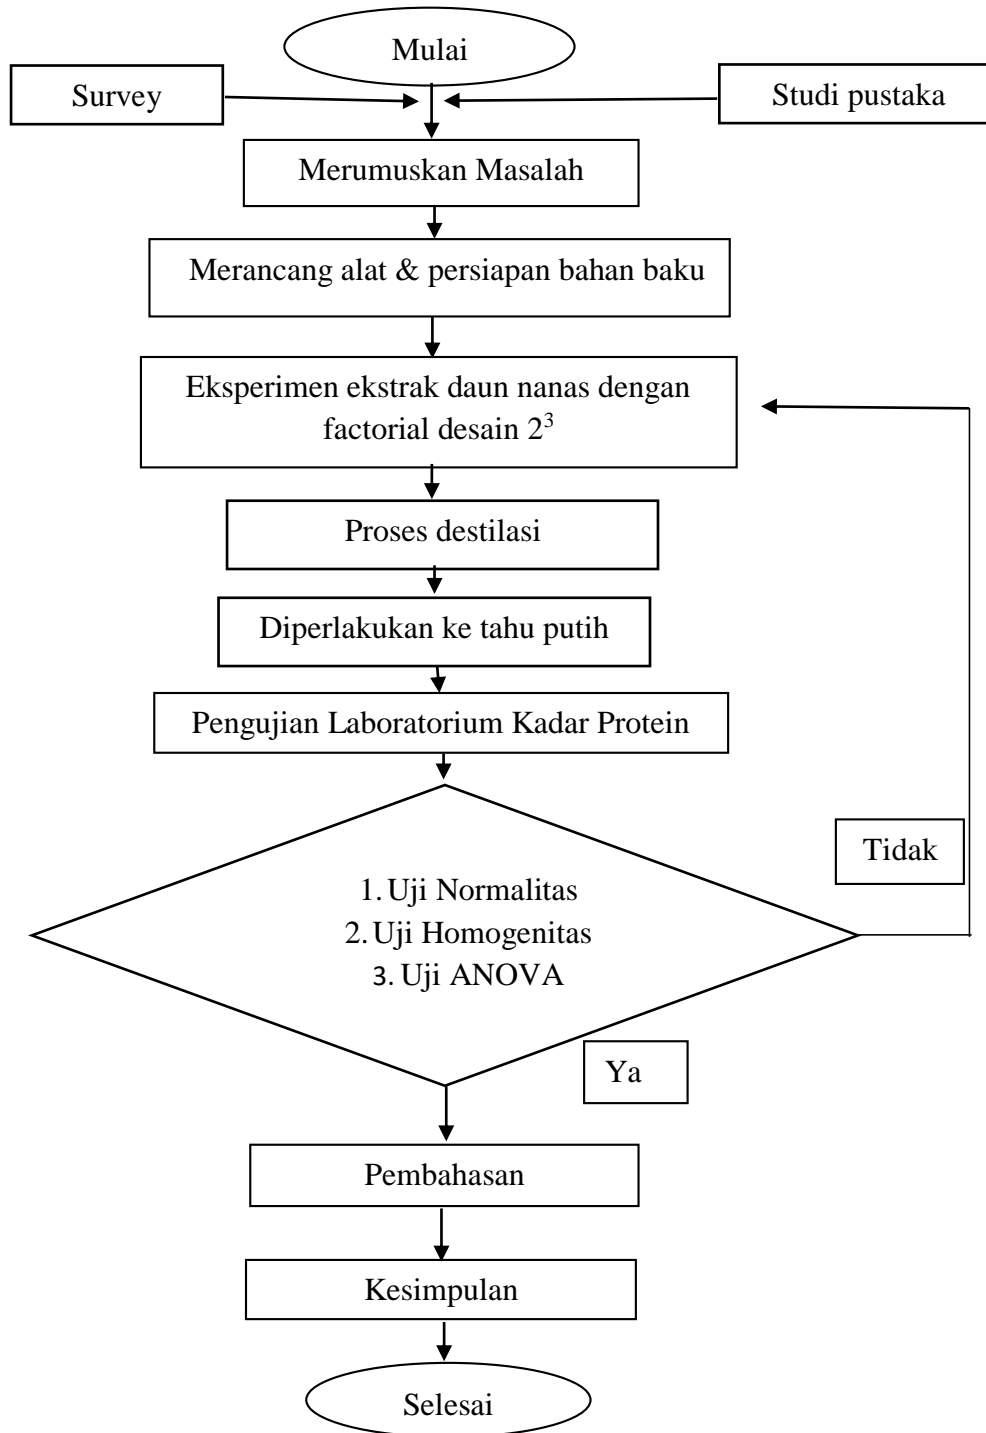 Mulai
Survey
Studi pustaka
Merumuskan Masalah
Merancang alat & persiapan bahan baku
Eksperimen ekstrak daun nanas dengan
factorial desain 2³
Proses destilasi
Diperlakukan ke tahu putih
Pengujian Laboratorium Kadar Protein
Tidak
1. Uji Normalitas
2. Uji Homogenitas
3. Uji ANOVA
Ya
Pembahasan
Kesimpulan
Selesai